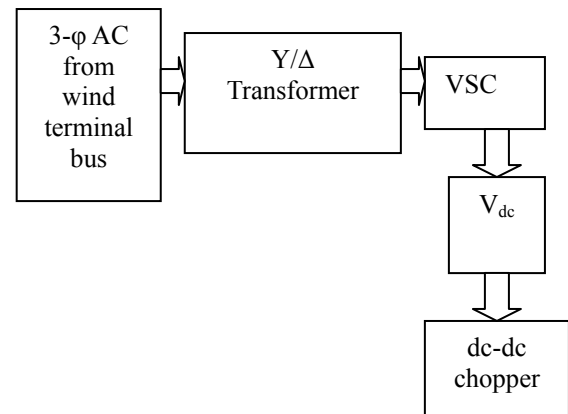 3-φ AC
from
wind
terminal
bus
Y/Δ
Transformer
VSC
Vdc
dc-dc
chopper